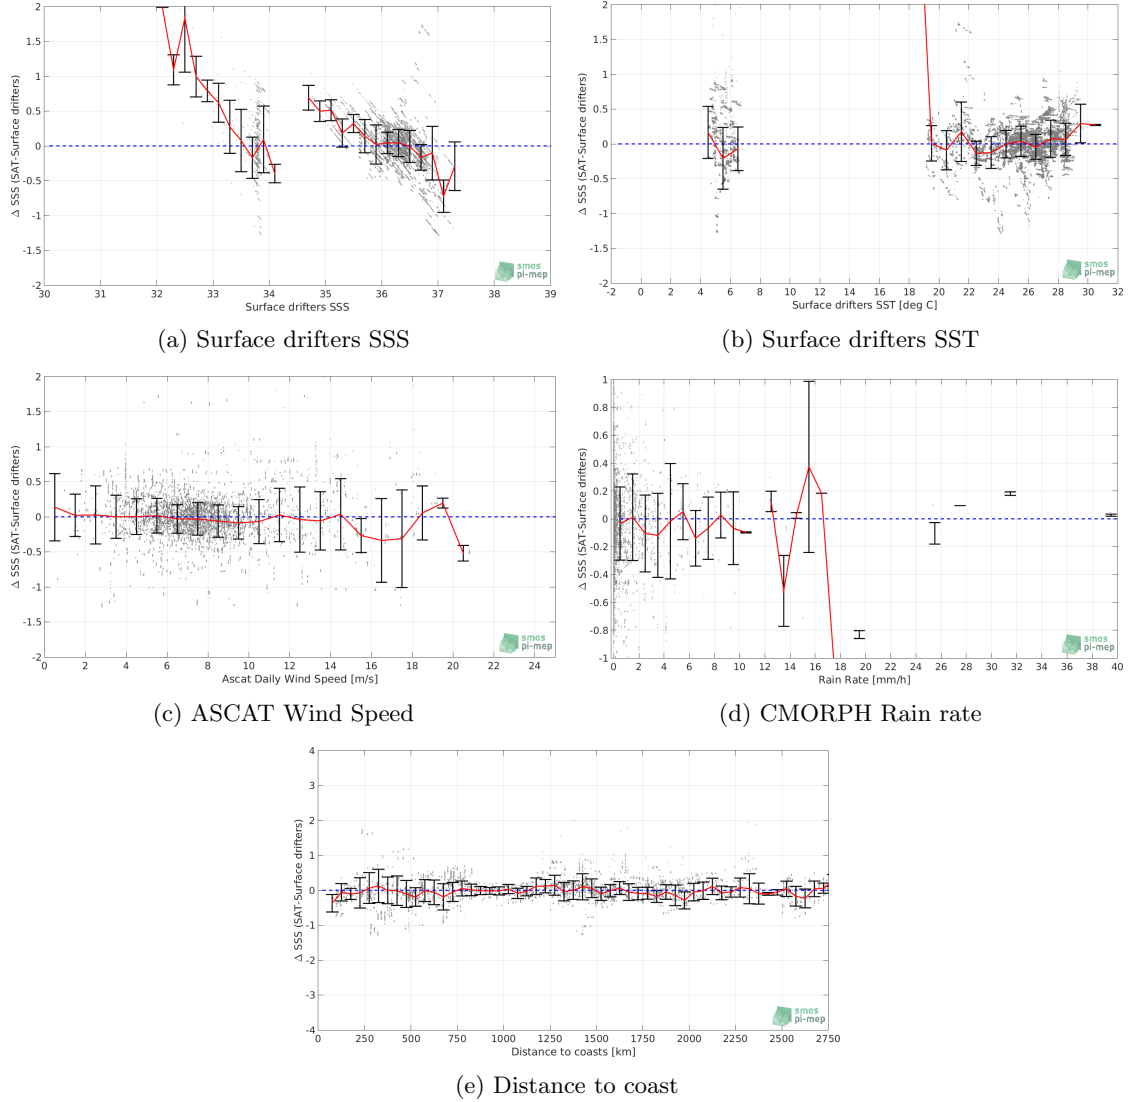 2
1.5
1
0.5
0
-0.5
-1
-1.5
-2
Δ SSS (SAT-Surface drifters)
30 31 32 33 34 35 36 37 38 39
Surface drifters SSS
smos
pi-mep
(a) Surface drifters SSS
2
1.5
1
0.5
0
-0.5
-1
-1.5
-2
Δ SSS (SAT-Surface drifters)
-2 0 2 4 6 8 10 12 14 16 18 20 22 24 26 28 30 32
Surface drifters SST [deg C]
smos
pi-mep
(b) Surface drifters SST
2
1.5
1
0.5
0
-0.5
-1
-1.5
-2
Δ SSS (SAT-Surface drifters)
0 2 4 6 8 10 12 14 16 18 20 22 24
Ascat Daily Wind Speed [m/s]
smos
pi-mep
(c) ASCAT Wind Speed
1
0.8
0.6
0.4
0.2
0
-0.2
-0.4
-0.6
-0.8
-1
Δ SSS (SAT-Surface drifters)
0 2 4 6 8 10 12 14 16 18 20 22 24 26 28 30 32 34 36 38 40
Rain Rate [mm/h]
smos
pi-mep
(d) CMORPH Rain rate
4
3
2
1
0
-1
-2
-3
-4
Δ SSS (SAT-Surface drifters)
0 250 500 750 1000 1250 1500 1750 2000 2250 2500 2750
Distance to coasts [km]
smos
pi-mep
(e) Distance to coast